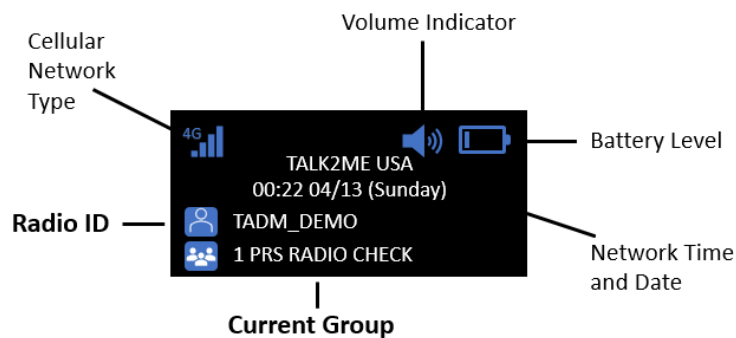 Volume Indicator
Cellular
Network
Type
4G
Battery Level
TALK2ME USA
00:22 04/13 (Sunday)
Radio ID
TADM_DEMO
1 PRS RADIO CHECK
Network Time
and Date
Current Group